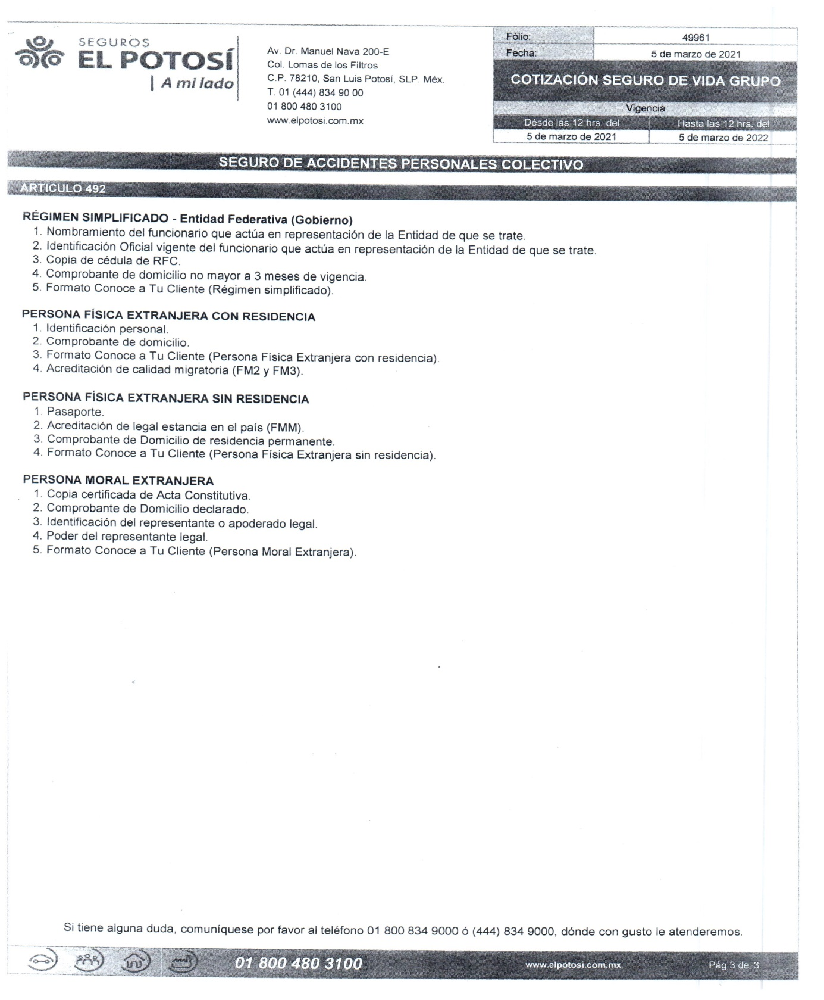 SEGUROS
EL POTOSÍ
| A mi lado
Av. Dr. Manuel Nava 200-E
Col. Lomas de los Filtros
C.P. 78210, San Luis Potosí, SLP. Méx.
T. 01 (444) 834 90 00
01 800 480 3100
www.elpotosi.com.mx
Fólio: 49961
Fecha: 5 de marzo de 2021
COTIZACIÓN SEGURO DE VIDA GRUPO
Vigencia
Désde las 12 hrs. del Hasta las 12 hrs. del
5 de marzo de 2021 5 de marzo de 2022
SEGURO DE ACCIDENTES PERSONALES COLECTIVO
ARTICULO 492
RÉGIMEN SIMPLIFICADO - Entidad Federativa (Gobierno)
1. Nombramiento del funcionario que actúa en representación de la Entidad de que se trate.
2. Identificación Oficial vigente del funcionario que actúa en representación de la Entidad de que se trate.
3. Copia de cédula de RFC.
4. Comprobante de domicilio no mayor a 3 meses de vigencia.
5. Formato Conoce a Tu Cliente (Régimen simplificado).
PERSONA FÍSICA EXTRANJERA CON RESIDENCIA
1. Identificación personal.
2. Comprobante de domicilio.
3. Formato Conoce a Tu Cliente (Persona Física Extranjera con residencia).
4. Acreditación de calidad migratoria (FM2 y FM3).
PERSONA FÍSICA EXTRANJERA SIN RESIDENCIA
1. Pasaporte.
2. Acreditación de legal estancia en el país (FMM).
3. Comprobante de Domicilio de residencia permanente.
4. Formato Conoce a Tu Cliente (Persona Física Extranjera sin residencia).
PERSONA MORAL EXTRANJERA
1. Copia certificada de Acta Constitutiva.
2. Comprobante de Domicilio declarado.
3. Identificación del representante o apoderado legal.
4. Poder del representante legal.
5. Formato Conoce a Tu Cliente (Persona Moral Extranjera).
Si tiene alguna duda, comuníquese por favor al teléfono 01 800 834 9000 ó (444) 834 9000, dónde con gusto le atenderemos.
01 800 480 3100 www.elpotosi.com.mx Pág 3 de 3